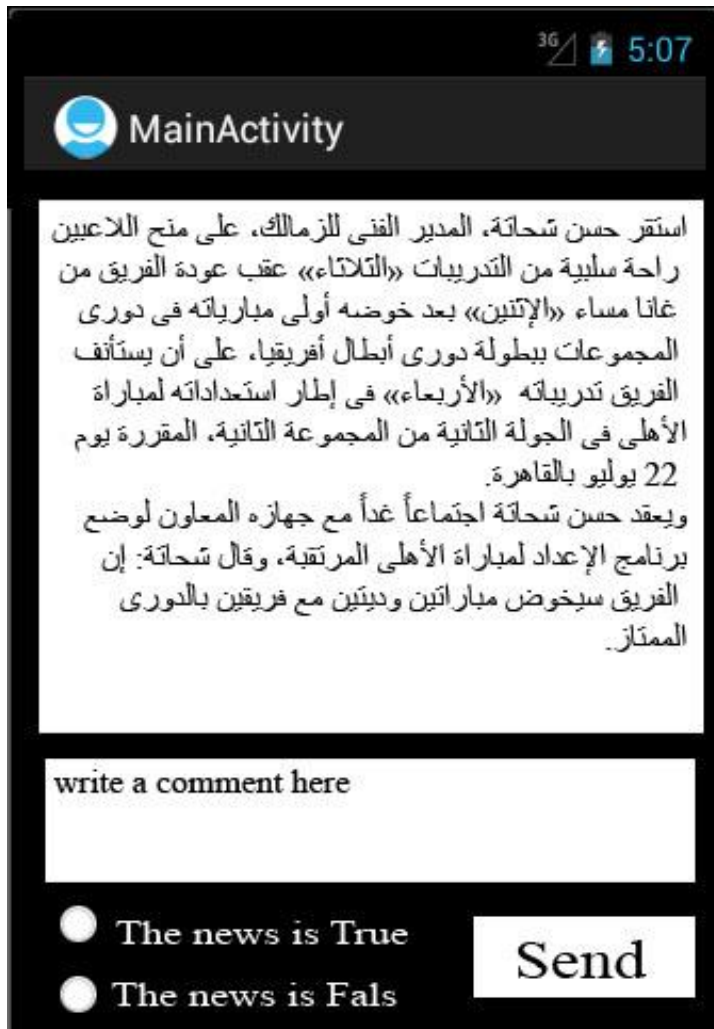 3G 5:07
MainActivity
استقر حسن شحاتة، المدير الفنى للزمالك، على منح اللاعبين
راحة سلبية من التدريبات «الثلاثاء» عقب عودة الفريق من
غانا مساء «الإثنين» بعد خوضه أولى مبارياته فى دورى
المجموعات ببطولة دورى أبطال أفريقيا، على أن يستأنف
الفريق تدريباته «الأربعاء» فى إطار استعداداته لمباراة
الأهلى فى الجولة الثانية من المجموعة الثانية، المقررة يوم
22 يوليو بالقاهرة.
ويعقد حسن شحاتة اجتماعاً غداً مع جهازه المعاون لوضع
برنامج الإعداد لمباراة الأهلى المرتقبة، وقال شحاتة: إن
الفريق سيخوض مباراتين وديتين مع فريقين بالدورى
الممتاز.
write a comment here
The news is True
Send
The news is Fals